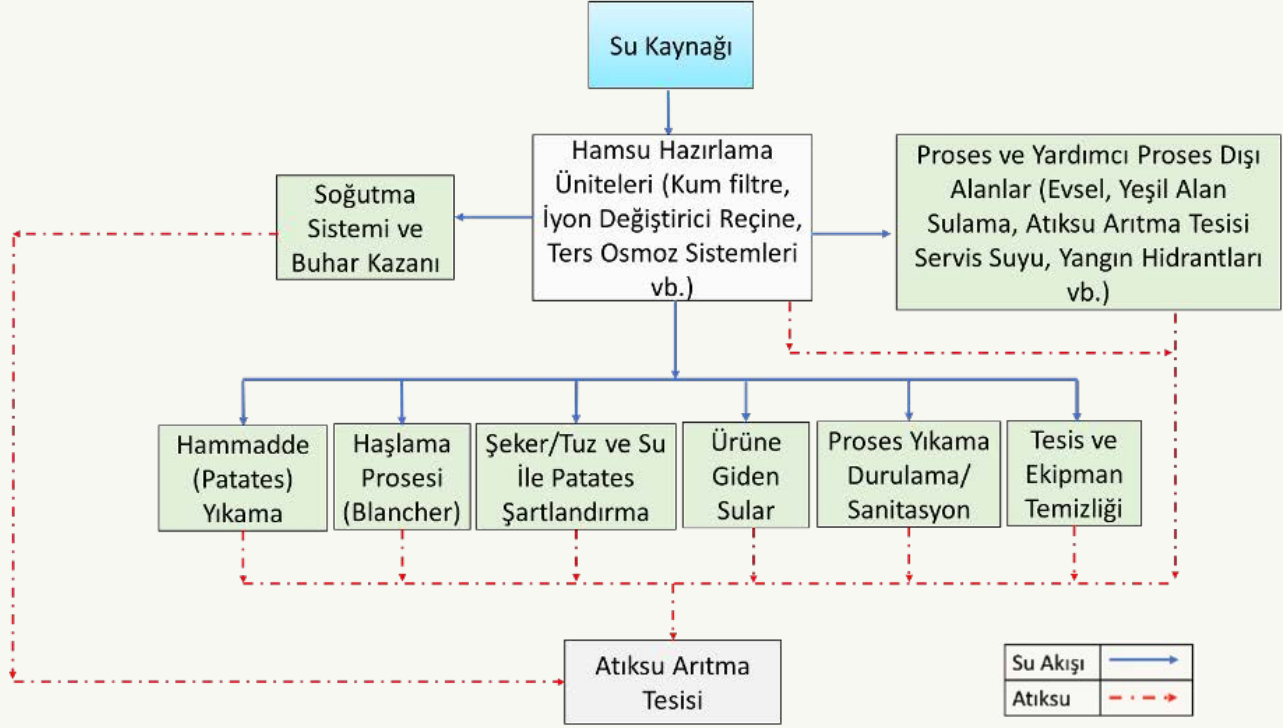 Su Kaynağı
Hamsu Hazırlama
Üniteleri (Kum filtre,
İyon Değiştirici Reçine,
Ters Osmoz Sistemleri
vb.)
Proses ve Yardımcı Proses Dışı
Alanlar (Evsel, Yeşil Alan
Sulama, Atıksu Arıtma Tesisi
Servis Suyu, Yangın Hidrantları
vb.)
Soğutma
Sistemi ve
Buhar Kazanı
Hammadde
(Patates)
Yıkama
Haşlama
Prosesi
(Blancher)
Şeker/Tuz ve Su
İle Patates
Şartlandırma
Ürüne
Giden
Sular
Proses Yıkama
Durulama/
Sanitasyon
Tesis ve
Ekipman
Temizliği
Atıksu Arıtma
Tesisi
Su Akışı
Atıksu